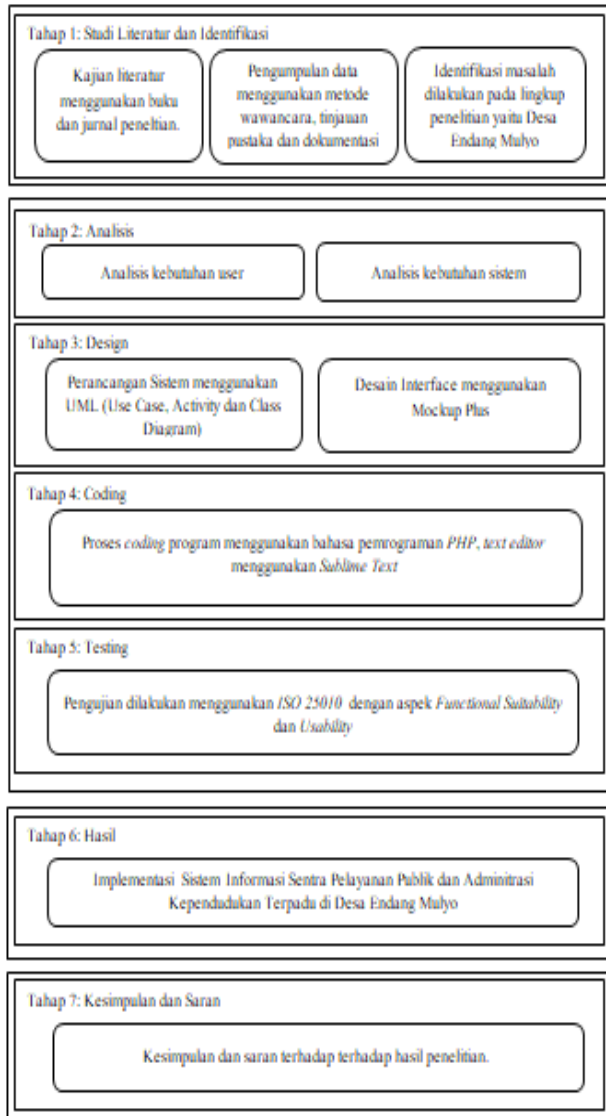 Tahap 1: Studi Literatur dan Identifikasi
Kajian literatur
menggunakan buku
dan jurnal peneltian.
Pengumpulan data
menggunakan metode
wawancara, tinjauan
pustaka dan dokumentasi
Identifikasi masalah
dilakukan pada lingkup
penelitian yaitu Desa
Endang Mulyo
Tahap 2: Analisis
Analisis kebutuhan user
Analisis kebutuhan sistem
Tahap 3: Design
Perancangan Sistem menggunakan
UML (Use Case, Activity dan Class
Diagram)
Desain Interface menggunakan
Mockup Plus
Tahap 4: Coding
Proses coding program menggunakan bahasa pemrograman PHP, text editor
menggunakan Sublime Text
Tahap 5: Testing
Pengujian dilakukan menggunakan ISO 25010 dengan aspek Functional Suitability
dan Usability
Tahap 6: Hasil
Implementasi Sistem Informasi Sentra Pelayanan Publik dan Adminitrasi
Kependudukan Terpadu di Desa Endang Mulyo
Tahap 7: Kesimpulan dan Saran
Kesimpulan dan saran terhadap terhadap hasil penelitian.